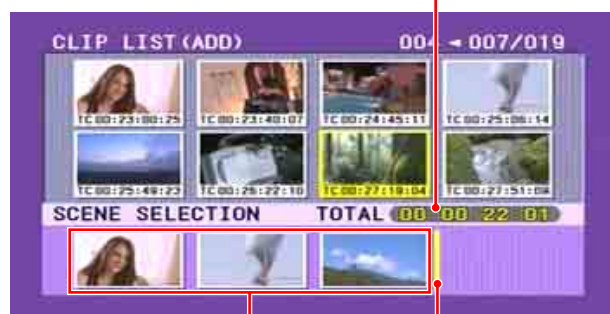 CLIP LIST(ADD) 004 ◄ 007/019
TC 00:23:00:25 TC 00:23:40:07 TC 00:24:45:11 TC 00:25:06:14
TC 00:25:49:23 TC 00:26:22:10 TC 00:27:19:04 TC 00:27:51:09
SCENE SELECTION TOTAL 00 00 22 01